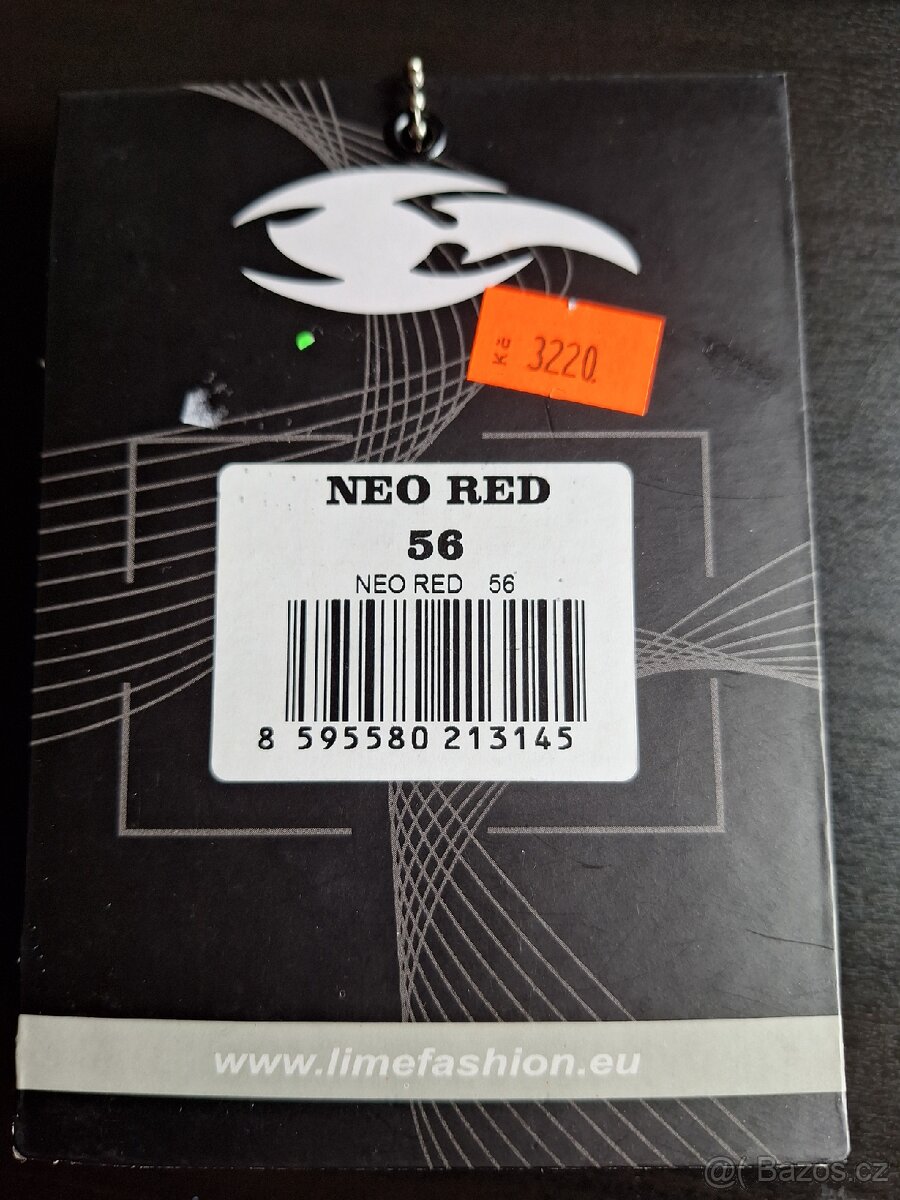 Kč 3220.
NEO RED
56
NEO RED 56
8 595580 213145
www.limefashion.eu
@( Bazos.cz